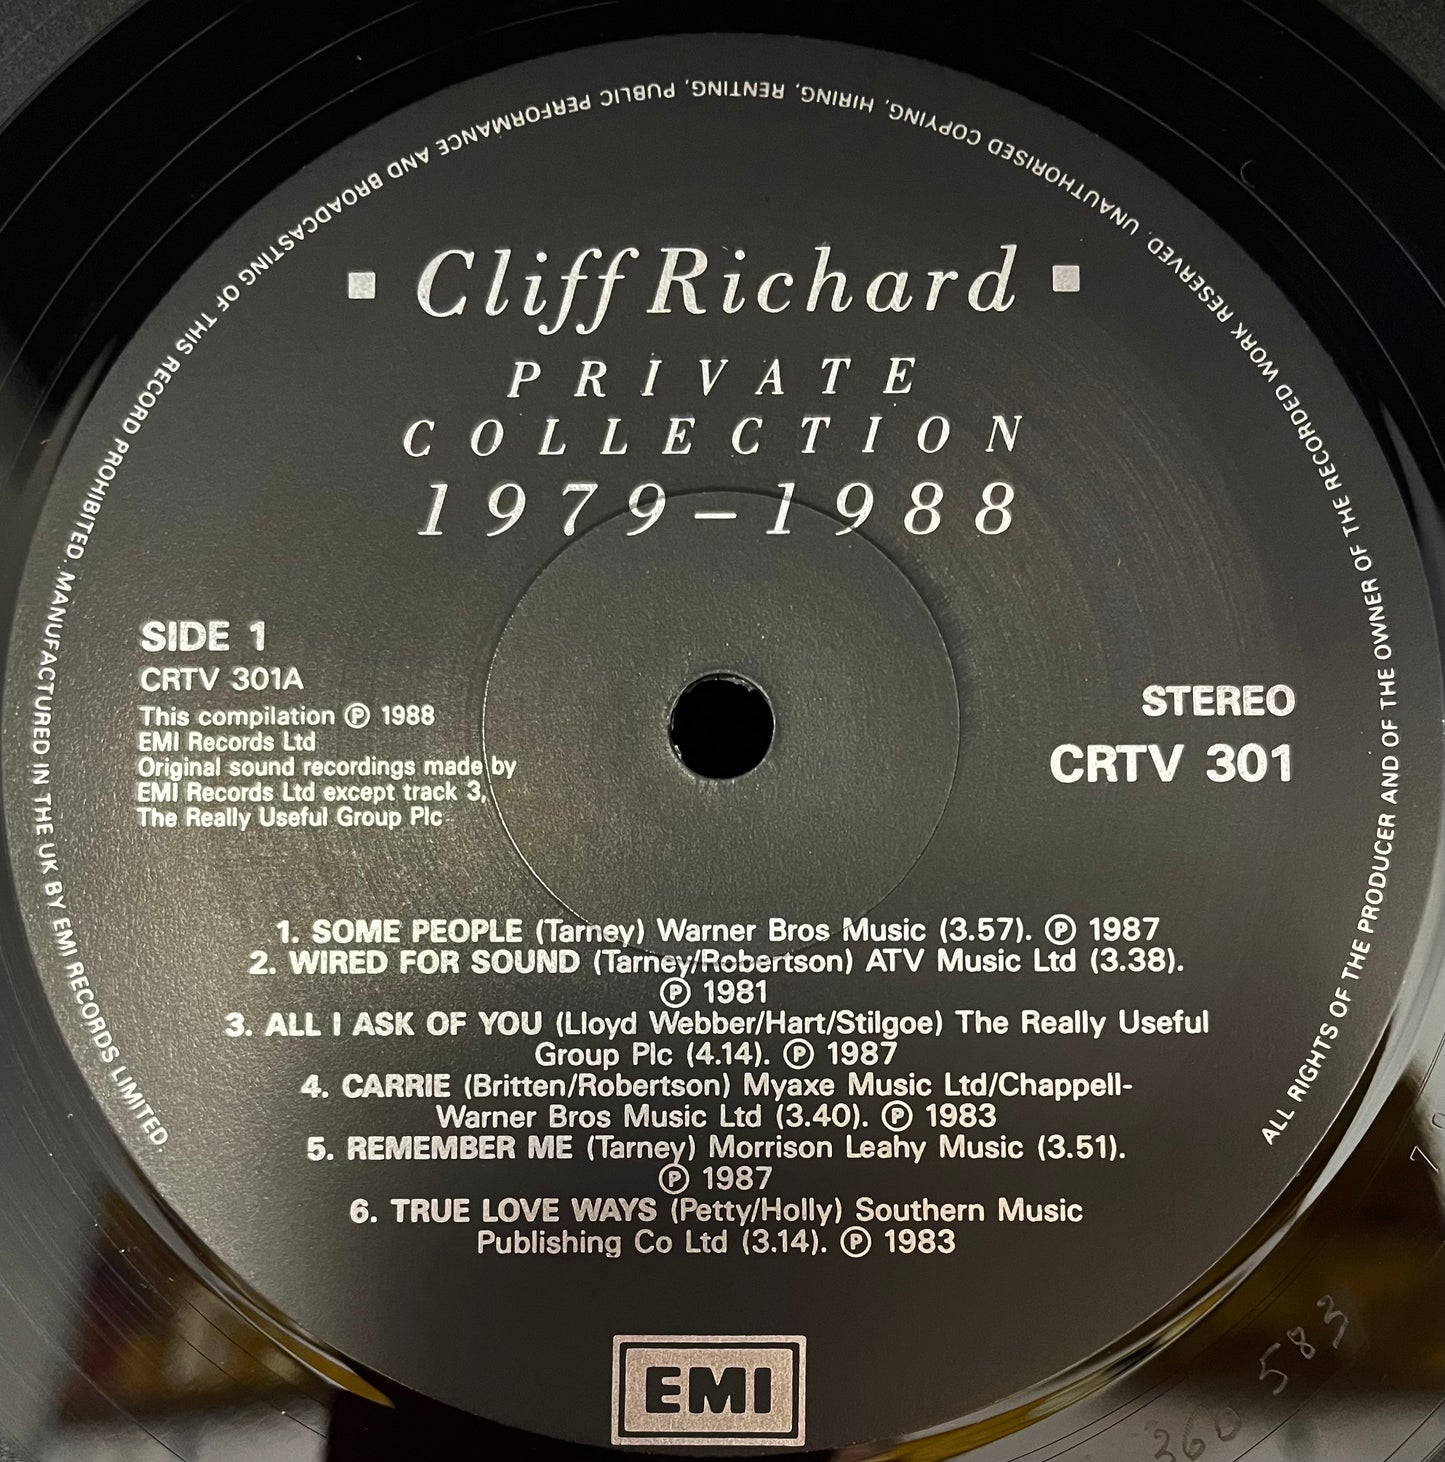 ALL RIGHTS OF THE PRODUCER AND OF THE OWNER OF THE RECORDED WORK RESERVED. UNAUTHORISED COPYING, HIRING, RENTING, PUBLIC PERFORMANCE AND BROADCASTING OF THIS RECORD PROHIBITED. MANUFACTURED IN THE UK BY EMI RECORDS LIMITED.
Cliff Richard
PRIVATE
COLLECTION
1979–1988
SIDE 1
CRTV 301A
This compilation ℗ 1988
EMI Records Ltd
Original sound recordings made by
EMI Records Ltd except track 3,
The Really Useful Group Plc
STEREO
CRTV 301
1. SOME PEOPLE (Tarney) Warner Bros Music (3.57). ℗ 1987
2. WIRED FOR SOUND (Tarney/Robertson) ATV Music Ltd (3.38).
℗ 1981
3. ALL I ASK OF YOU (Lloyd Webber/Hart/Stilgoe) The Really Useful
Group Plc (4.14). ℗ 1987
4. CARRIE (Britten/Robertson) Myaxe Music Ltd/Chappell-
Warner Bros Music Ltd (3.40). ℗ 1983
5. REMEMBER ME (Tarney) Morrison Leahy Music (3.51).
℗ 1987
6. TRUE LOVE WAYS (Petty/Holly) Southern Music
Publishing Co Ltd (3.14). ℗ 1983
EMI
360 583